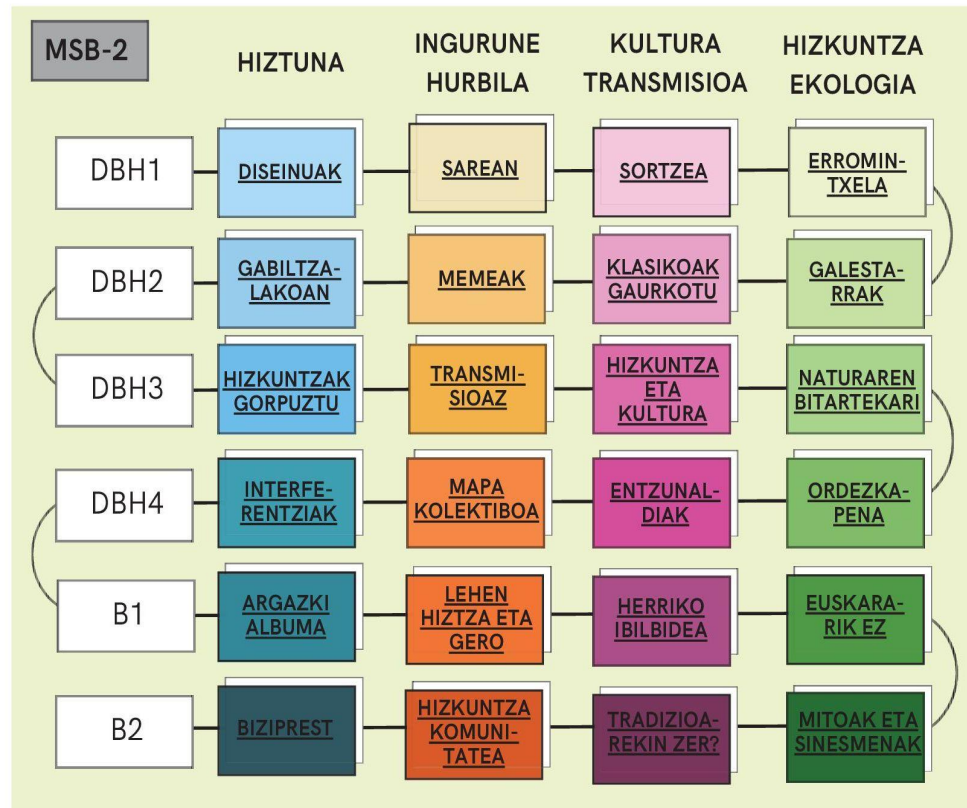 MSB-2
HIZTUNA
INGURUNE
HURBILA
KULTURA
TRANSMISIOA
HIZKUNTZA
EKOLOGIA
DBH1
DISEINUAK
SAREAN
SORTZEA
ERROMIN-
TXELA
DBH2
GABILTZA-
LAKOAN
MEMEAK
KLASIKOAK
GAURKOTU
GALESTA-
RRAK
DBH3
HIZKUNTZAK
GORPUZTU
TRANSMI-
SIOAZ
HIZKUNTZA
ETA
KULTURA
NATURAREN
BITARTEKARI
DBH4
INTERFE-
RENTZIAK
MAPA
KOLEKTIBOA
ENTZUNAL-
DIAK
ORDEZKA-
PENA
B1
ARGAZKI
ALBUMA
LEHEN
HIZTZA ETA
GERO
HERRIKO
IBILBIDEA
EUSKARA-
RIK EZ
B2
BIZIPREST
HIZKUNTZA
KOMUNI-
TATEA
TRADIZIOA-
REKIN ZER?
MITOAK ETA
SINESMENAK